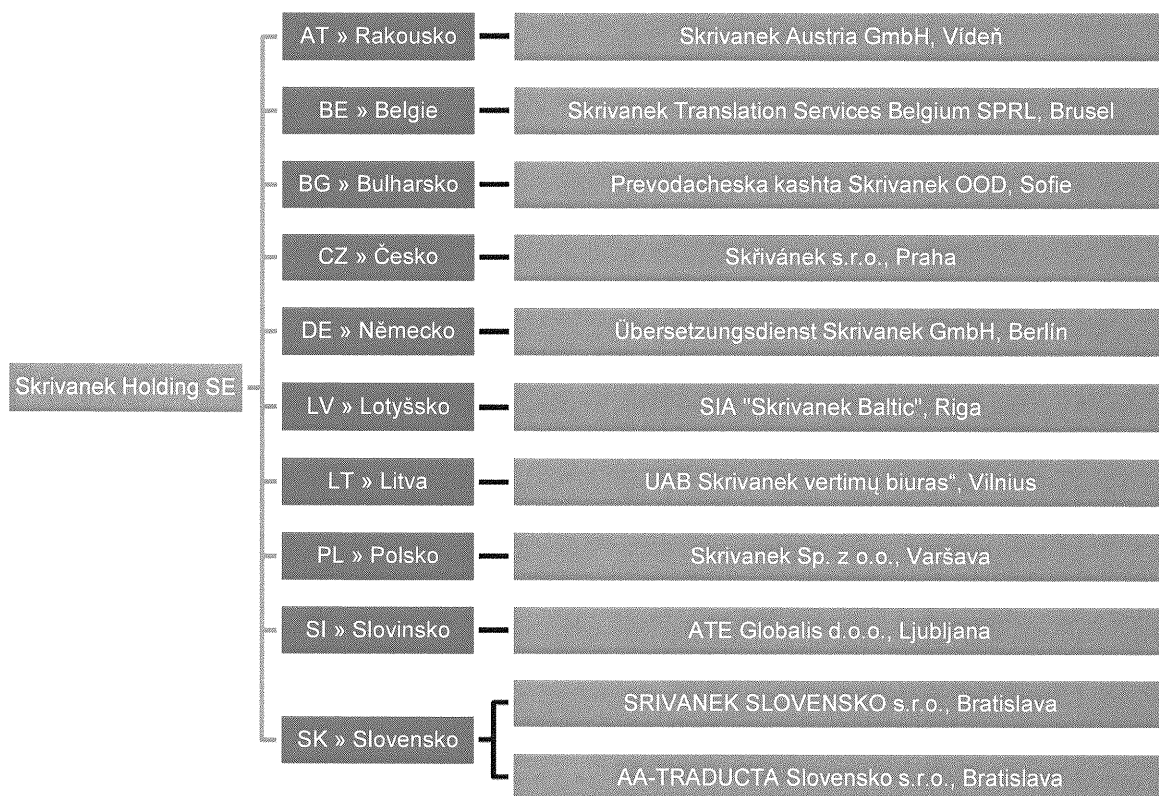 AT » Rakousko
Skrivanek Austria GmbH, Vídeň
BE » Belgie
Skrivanek Translation Services Belgium SPRL, Brusel
BG » Bulharsko
Prevodacheska kashta Skrivanek OOD, Sofie
CZ » Česko
Skřivánek s.r.o., Praha
DE » Německo
Übersetzungsdienst Skrivanek GmbH, Berlín
Skrivanek Holding SE
LV » Lotyšsko
SIA "Skrivanek Baltic", Riga
LT » Litva
UAB Skrivanek vertimų biuras“, Vilnius
PL » Polsko
Skrivanek Sp. z o.o., Varšava
SI » Slovinsko
ATE Globalis d.o.o., Ljubljana
SK » Slovensko
SRIVANEK SLOVENSKO s.r.o., Bratislava
AA-TRADUCTA Slovensko s.r.o., Bratislava